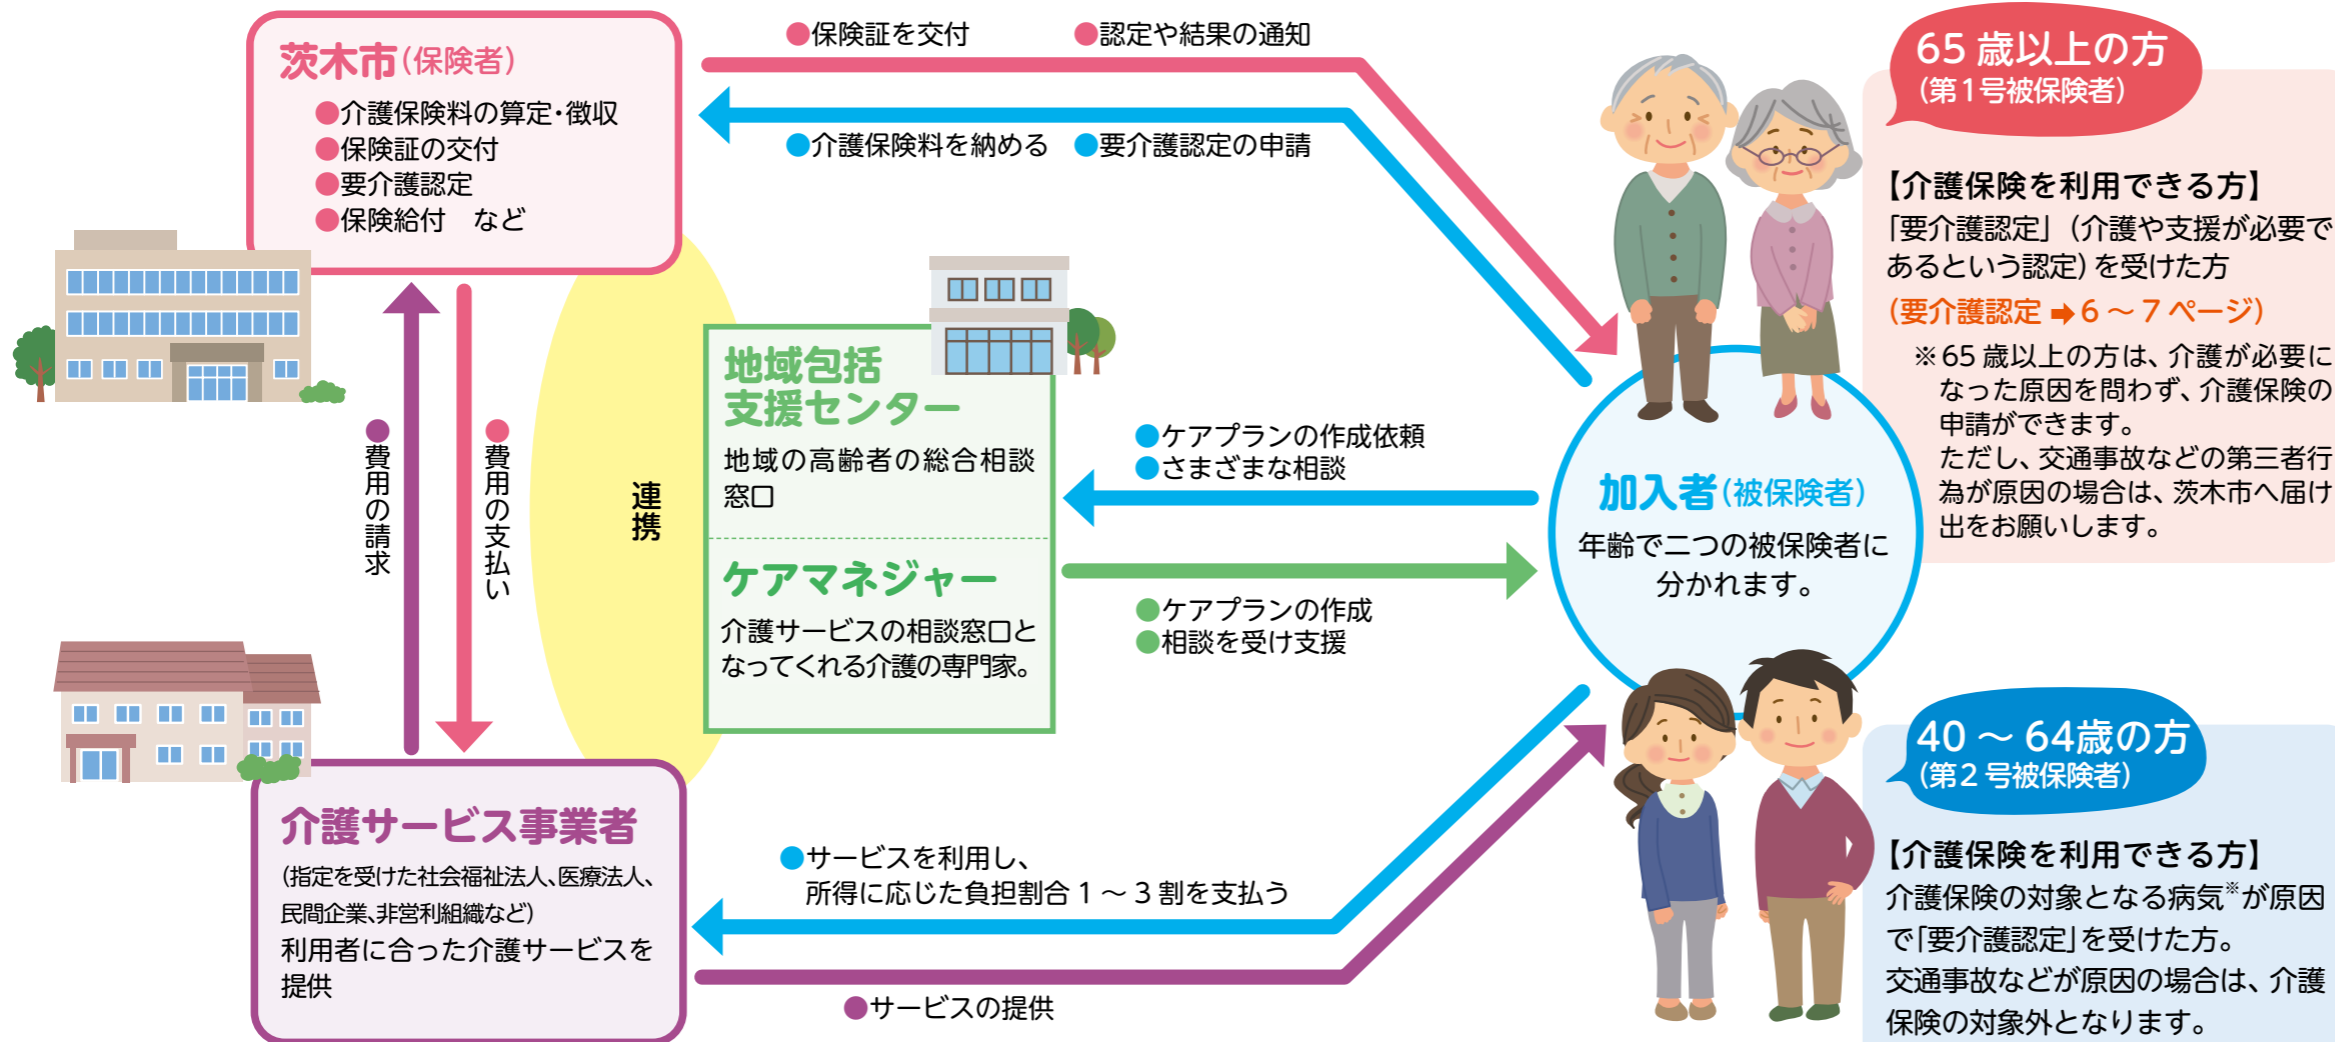 茨木市(保険者)
●介護保険料の算定・徴収
●保険証の交付
●要介護認定
●保険給付　など
●保険証を交付
●認定や結果の通知
●介護保険料を納める
●要介護認定の申請
●費用の請求
●費用の支払い
連携
地域包括
支援センター
地域の高齢者の総合相談
窓口
ケアマネジャー
介護サービスの相談窓口と
なってくれる介護の専門家。
●ケアプランの作成依頼
●さまざまな相談
●ケアプランの作成
●相談を受け支援
加入者(被保険者)
年齢で二つの被保険者に
分かれます。
介護サービス事業者
(指定を受けた社会福祉法人、医療法人、
民間企業、非営利組織など)
利用者に合った介護サービスを
提供
●サービスを利用し、
所得に応じた負担割合 1 ～ 3 割を支払う
●サービスの提供
65 歳以上の方
(第1号被保険者)
【介護保険を利用できる方】
「要介護認定」（介護や支援が必要で
あるという認定）を受けた方
(要介護認定 ➡ 6 ～ 7 ページ)
※65 歳以上の方は、介護が必要に
なった原因を問わず、介護保険の
申請ができます。
ただし、交通事故などの第三者行
為が原因の場合は、茨木市へ届け
出をお願いします。
40 ～ 64歳の方
(第2号被保険者)
【介護保険を利用できる方】
介護保険の対象となる病気※が原因
で「要介護認定」を受けた方。
交通事故などが原因の場合は、介護
保険の対象外となります。